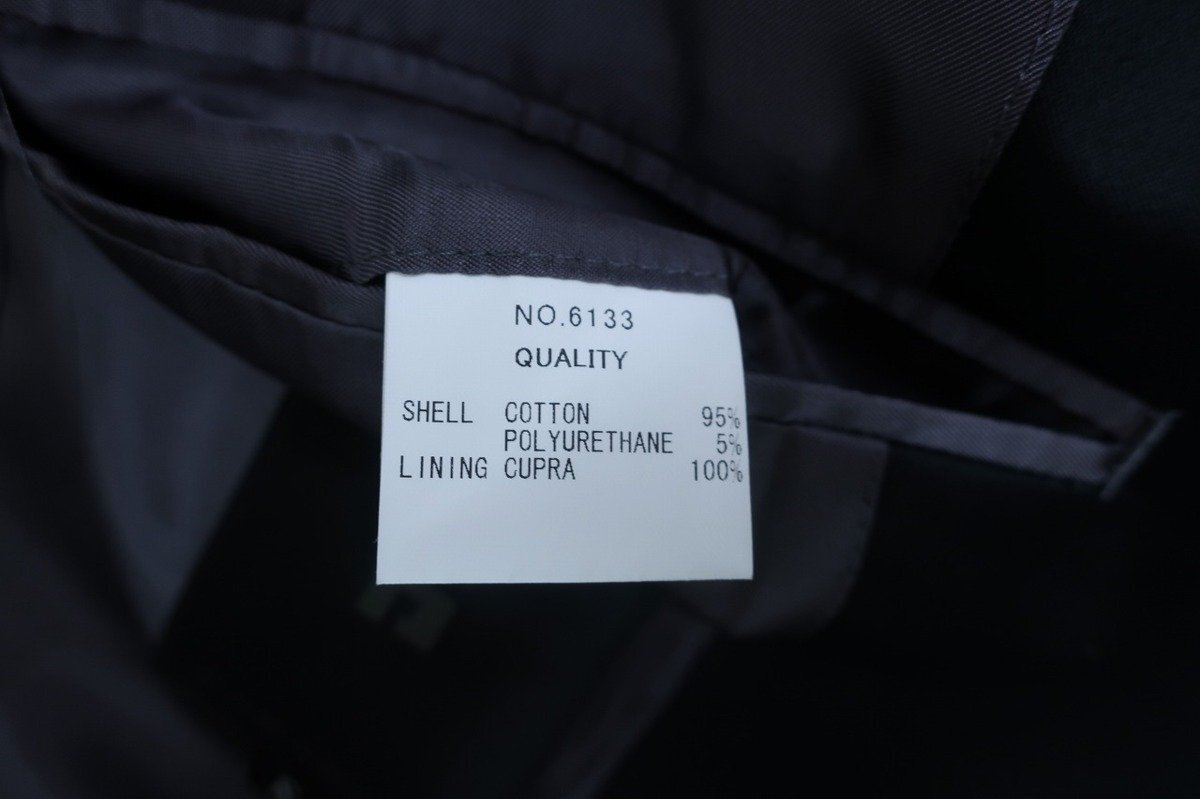 NO.6133
QUALITY
SHELL COTTON 95%
POLYURETHANE 5%
LINING CUPRA 100%